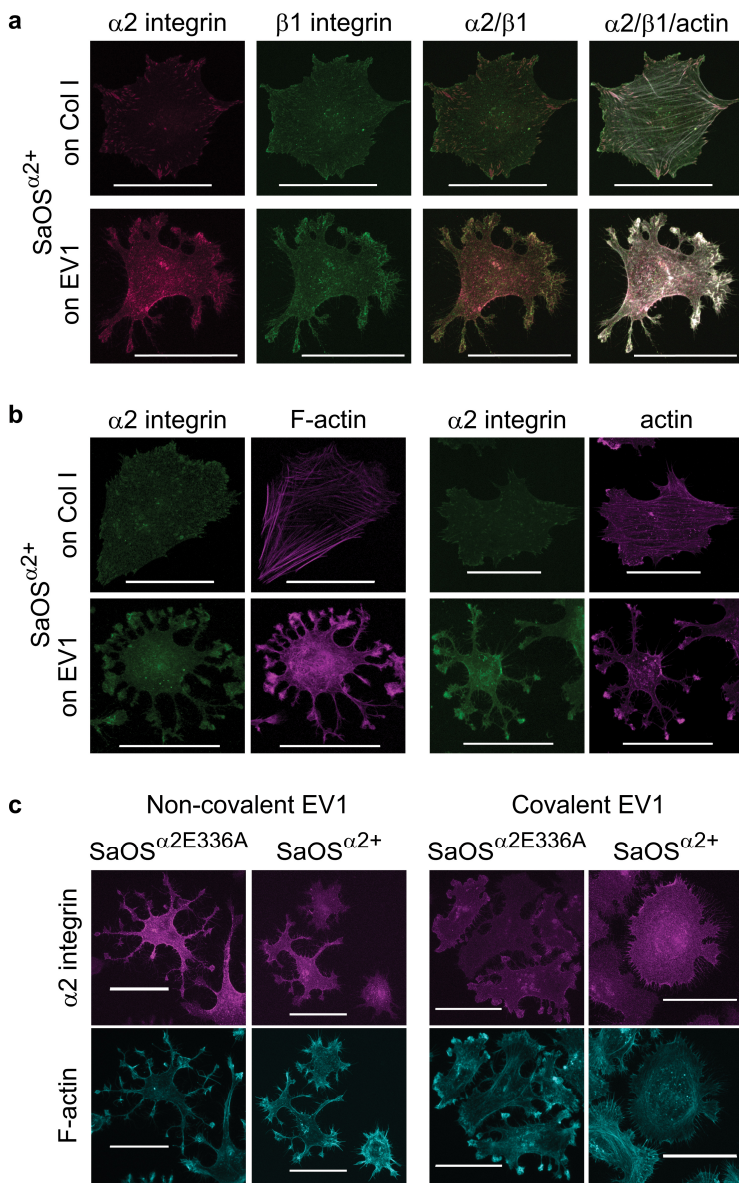 a
α2 integrin β1 integrin α2/β1 α2/β1/actin
SaOSα2+
on Col I
on EV1
b
α2 integrin F-actin α2 integrin actin
SaOSα2+
on Col I
on EV1
c
Non-covalent EV1 Covalent EV1
SaOSα2E336A SaOSα2+ SaOSα2E336A SaOSα2+
α2 integrin
F-actin